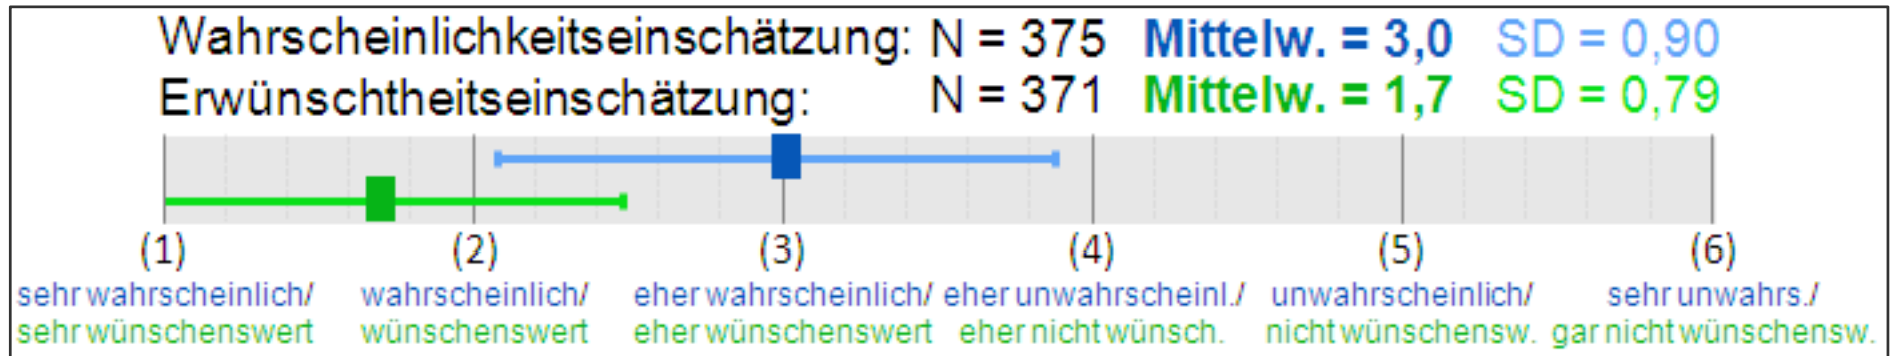 Wahrscheinlichkeitseinschätzung: N = 375 Mittelw. = 3,0 SD = 0,90
Erwünschtheitseinschätzung: N = 371 Mittelw. = 1,7 SD = 0,79
(1) (2) (3) (4) (5) (6)
sehr wahrscheinlich/ wahrscheinlich/ eher wahrscheinlich/ eher unwahrscheinl./ unwahrscheinlich/ sehr unwahrs./
sehr wünschenswert wünschenswert eher wünschenswert eher nicht wünsch. nicht wünschensw. gar nicht wünschensw.